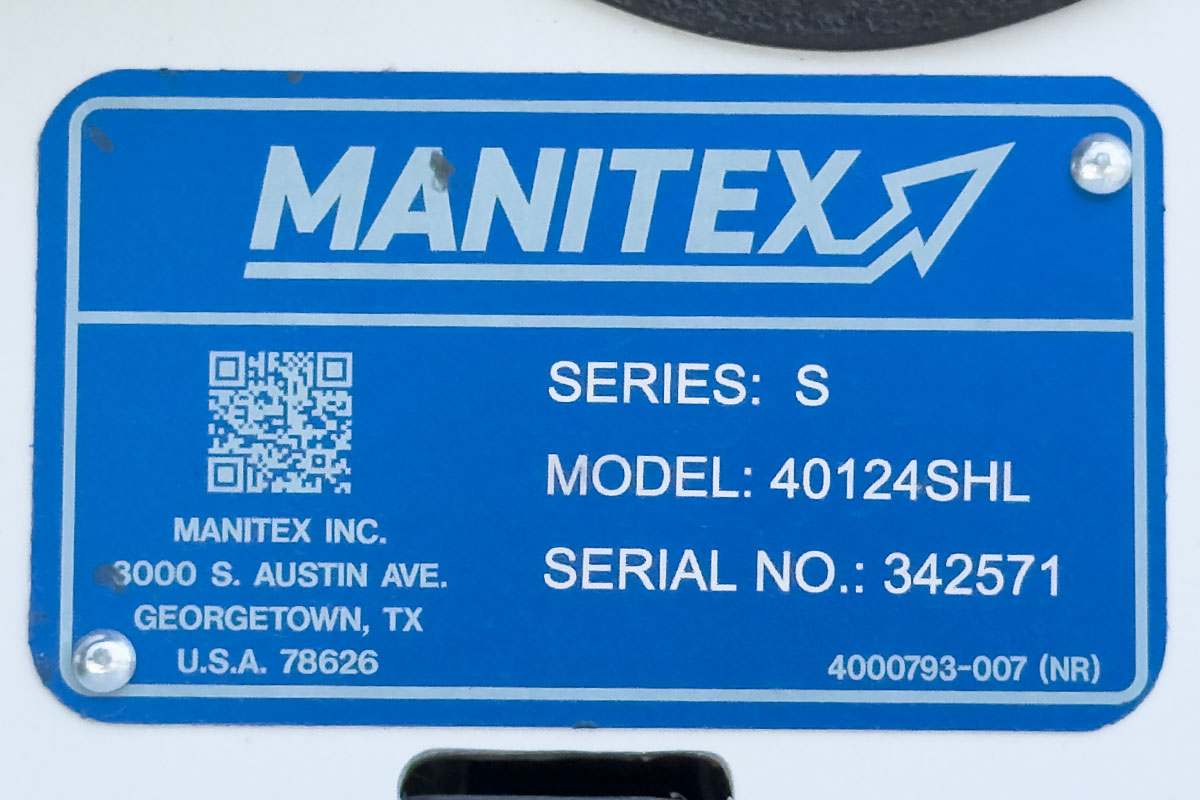 MANITEX
SERIES: S
MODEL: 40124SHL
SERIAL NO.: 342571
MANITEX INC.
3000 S. AUSTIN AVE.
GEORGETOWN, TX
U.S.A. 78626
4000793-007 (NR)